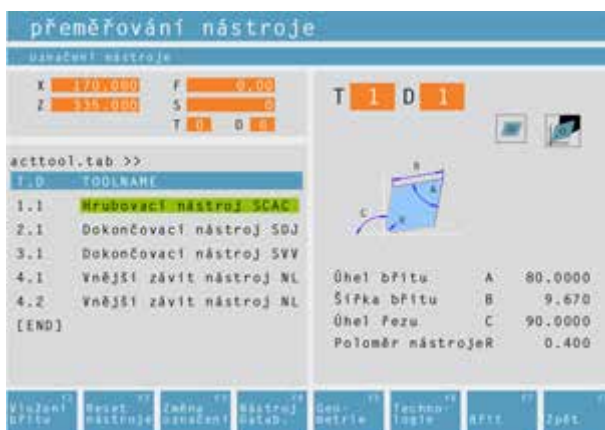 přeměřování nástroje
označení nástroje
X 170.000 F 0.00
Z 335.000 S 0
T 0 D 0
T 1 D 1
acttool.tab >>
T.D TOOLNAME
1.1 Hrubovací nástroj SCAC
2.1 Dokončovací nástroj SDJ
3.1 Dokončovací nástroj SVV
4.1 Vnější závit nástroj NL
4.2 Vnější závit nástroj NL
[END]
B
A
C
R
Úhel břitu A 80.0000
Šířka břitu B 9.670
Úhel řezu C 90.0000
Poloměr nástrojeR 0.400
Vložení břitu
Reset nástroje
Změna označení
Nástroj datab.
Geo- metrie
Techno- logie
Zpět